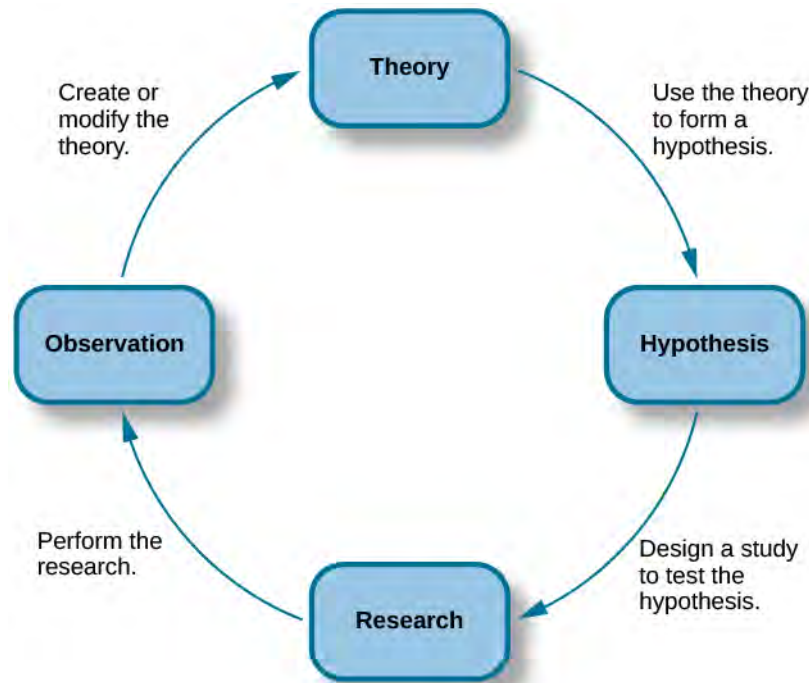 Theory
Use the theory
to form a
hypothesis.
Hypothesis
Design a study
to test the
hypothesis.
Research
Perform the
research.
Observation
Create or
modify the
theory.